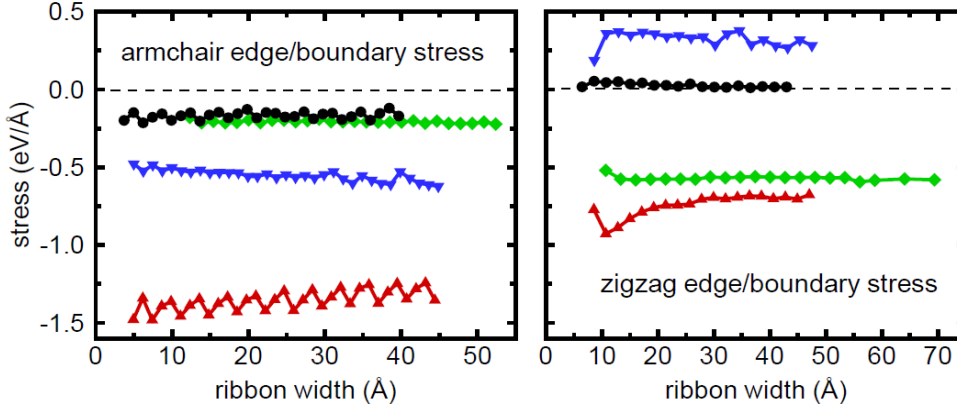 0.5
0.0
-0.5
-1.0
-1.5
stress (eV/Å)
armchair edge/boundary stress
0 10 20 30 40 50
ribbon width (Å)
zigzag edge/boundary stress
0 10 20 30 40 50 60 70
ribbon width (Å)